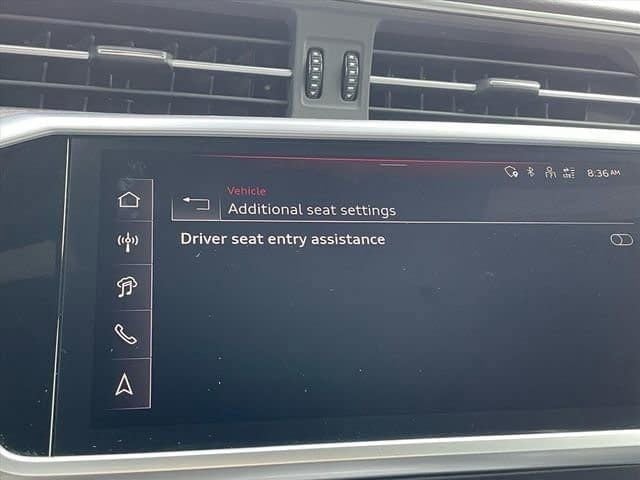 8:36 AM
Vehicle
Additional seat settings
Driver seat entry assistance